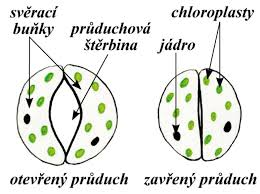 svěrací
buňky
průduchová
štěrbina
chloroplasty
jádro
otevřený průduch
zavřený průduch